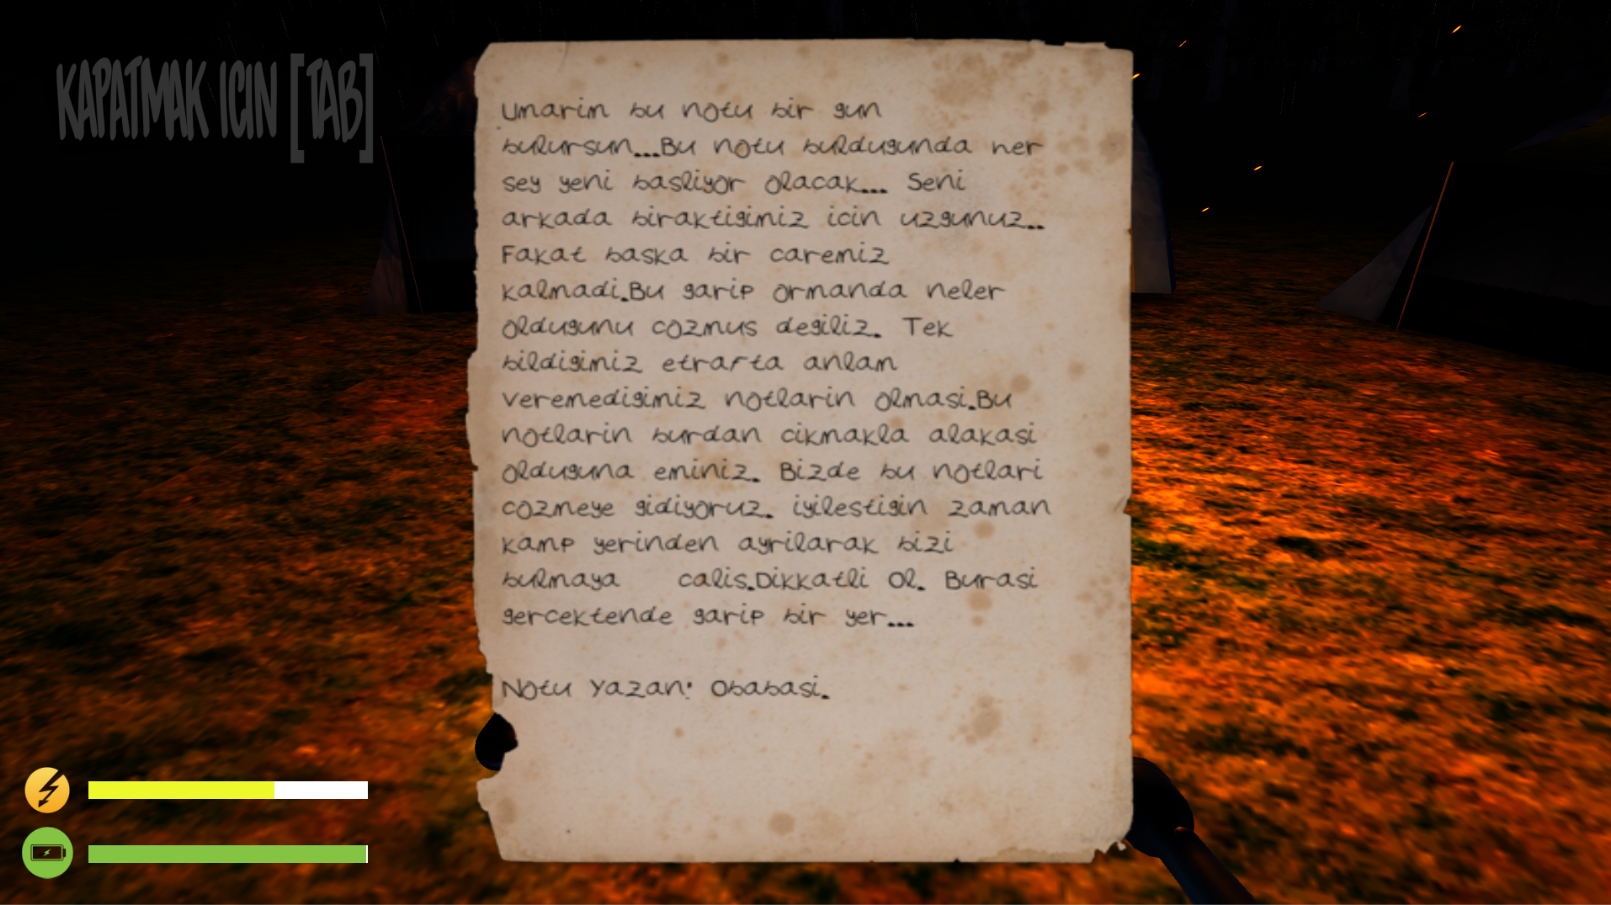 KAPATMAK ICIN [TAB]
Umarim bu notu bir gun
bulursun...Bu notu buldugunda her
sey yeni basliyor olacak... Seni
arkada biraktigimiz icin uzgunuz..
Fakat baska bir caremiz
kalmadi.Bu garip ormanda neler
oldugunu cozmus degiliz. Tek
bildigimiz etrafta anlam
veremedigimiz notlarin olmasi.Bu
notlarin burdan cikmakla alakasi
olduguna eminiz. Bizde bu notlari
cozmeye gidiyoruz. iyilestigin zaman
kamp yerinden ayrilarak bizi
bulmaya calis.Dikkatli Ol. Burasi
gercektende garip bir yer...
Notu Yazan: Obabasi.